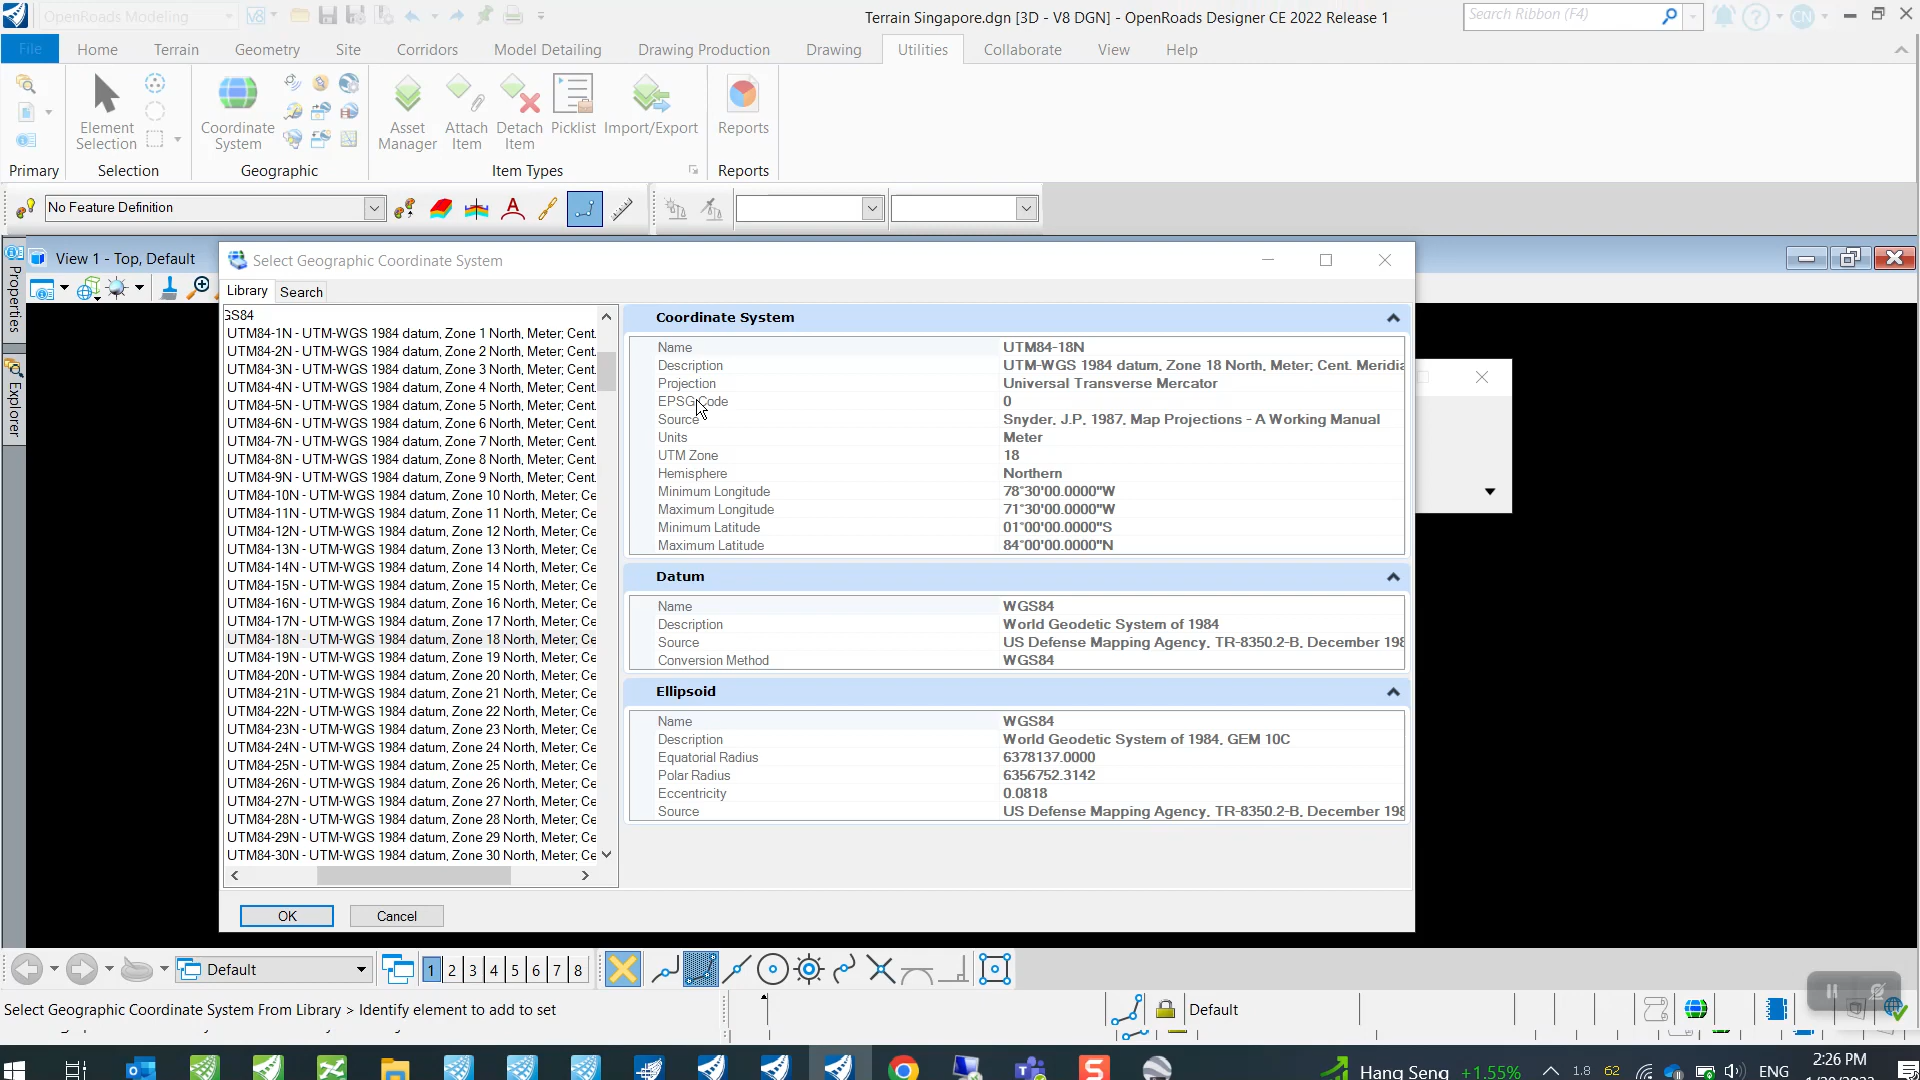 OpenRoads Modeling
Terrain Singapore.dgn [3D - V8 DGN] - OpenRoads Designer CE 2022 Release 1
Search Ribbon (F4)
CN
File Home Terrain Geometry Site Corridors Model Detailing Drawing Production Drawing Utilities Collaborate View Help
Element Selection
Coordinate System
Asset Manager
Attach Item
Detach Item
Picklist
Import/Export
Reports
Primary Selection Geographic Item Types Reports
No Feature Definition
View 1 - Top, Default
Properties
Explorer
Select Geographic Coordinate System
Library Search
GS84
UTM84-1N - UTM-WGS 1984 datum, Zone 1 North, Meter; Cent.
UTM84-2N - UTM-WGS 1984 datum, Zone 2 North, Meter; Cent.
UTM84-3N - UTM-WGS 1984 datum, Zone 3 North, Meter; Cent.
UTM84-4N - UTM-WGS 1984 datum, Zone 4 North, Meter; Cent.
UTM84-5N - UTM-WGS 1984 datum, Zone 5 North, Meter; Cent.
UTM84-6N - UTM-WGS 1984 datum, Zone 6 North, Meter; Cent.
UTM84-7N - UTM-WGS 1984 datum, Zone 7 North, Meter; Cent.
UTM84-8N - UTM-WGS 1984 datum, Zone 8 North, Meter; Cent.
UTM84-9N - UTM-WGS 1984 datum, Zone 9 North, Meter; Cent.
UTM84-10N - UTM-WGS 1984 datum, Zone 10 North, Meter; Ce
UTM84-11N - UTM-WGS 1984 datum, Zone 11 North, Meter; Ce
UTM84-12N - UTM-WGS 1984 datum, Zone 12 North, Meter; Ce
UTM84-13N - UTM-WGS 1984 datum, Zone 13 North, Meter; Ce
UTM84-14N - UTM-WGS 1984 datum, Zone 14 North, Meter; Ce
UTM84-15N - UTM-WGS 1984 datum, Zone 15 North, Meter; Ce
UTM84-16N - UTM-WGS 1984 datum, Zone 16 North, Meter; Ce
UTM84-17N - UTM-WGS 1984 datum, Zone 17 North, Meter; Ce
UTM84-18N - UTM-WGS 1984 datum, Zone 18 North, Meter; Ce
UTM84-19N - UTM-WGS 1984 datum, Zone 19 North, Meter; Ce
UTM84-20N - UTM-WGS 1984 datum, Zone 20 North, Meter; Ce
UTM84-21N - UTM-WGS 1984 datum, Zone 21 North, Meter; Ce
UTM84-22N - UTM-WGS 1984 datum, Zone 22 North, Meter; Ce
UTM84-23N - UTM-WGS 1984 datum, Zone 23 North, Meter; Ce
UTM84-24N - UTM-WGS 1984 datum, Zone 24 North, Meter; Ce
UTM84-25N - UTM-WGS 1984 datum, Zone 25 North, Meter; Ce
UTM84-26N - UTM-WGS 1984 datum, Zone 26 North, Meter; Ce
UTM84-27N - UTM-WGS 1984 datum, Zone 27 North, Meter; Ce
UTM84-28N - UTM-WGS 1984 datum, Zone 28 North, Meter; Ce
UTM84-29N - UTM-WGS 1984 datum, Zone 29 North, Meter; Ce
UTM84-30N - UTM-WGS 1984 datum, Zone 30 North, Meter; Ce
Coordinate System
Name UTM84-18N
Description UTM-WGS 1984 datum, Zone 18 North, Meter; Cent. Meridia
Projection Universal Transverse Mercator
EPSG Code 0
Source Snyder, J.P, 1987, Map Projections - A Working Manual
Units Meter
UTM Zone 18
Hemisphere Northern
Minimum Longitude 78°30'00.0000"W
Maximum Longitude 71°30'00.0000"W
Minimum Latitude 01°00'00.0000"S
Maximum Latitude 84°00'00.0000"N
Datum
Name WGS84
Description World Geodetic System of 1984
Source US Defense Mapping Agency, TR-8350.2-B, December 198
Conversion Method WGS84
Ellipsoid
Name WGS84
Description World Geodetic System of 1984, GEM 10C
Equatorial Radius 6378137.0000
Polar Radius 6356752.3142
Eccentricity 0.0818
Source US Defense Mapping Agency, TR-8350.2-B, December 198
OK Cancel
Default 1 2 3 4 5 6 7 8
Select Geographic Coordinate System From Library > Identify element to add to set
Default
Hang Seng +1.55% 1.8 62 ENG 2:26 PM